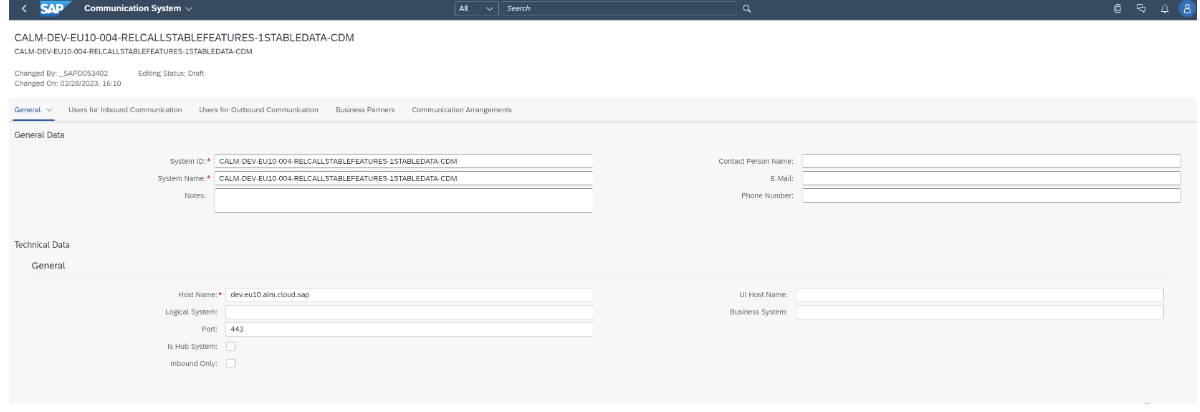 SAP Communication System
All Search
CALM-DEV-EU10-004-RELCALLSTABLEFEATURES-1STABLEDATA-CDM
CALM-DEV-EU10-004-RELCALLSTABLEFEATURES-1STABLEDATA-CDM
Changed By: _SAPD053402 Editing Status: Draft
Changed On: 02/28/2023, 16:10
General Users for Inbound Communication Users for Outbound Communication Business Partners Communication Arrangements
General Data
System ID:* CALM-DEV-EU10-004-RELCALLSTABLEFEATURES-1STABLEDATA-CDM Contact Person Name:
System Name:* CALM-DEV-EU10-004-RELCALLSTABLEFEATURES-1STABLEDATA-CDM E-Mail:
Notes: Phone Number:
Technical Data
General
Host Name:* dev.eu10.alm.cloud.sap UI Host Name:
Logical System: Business System:
Port: 443
Is Hub System:
Inbound Only: